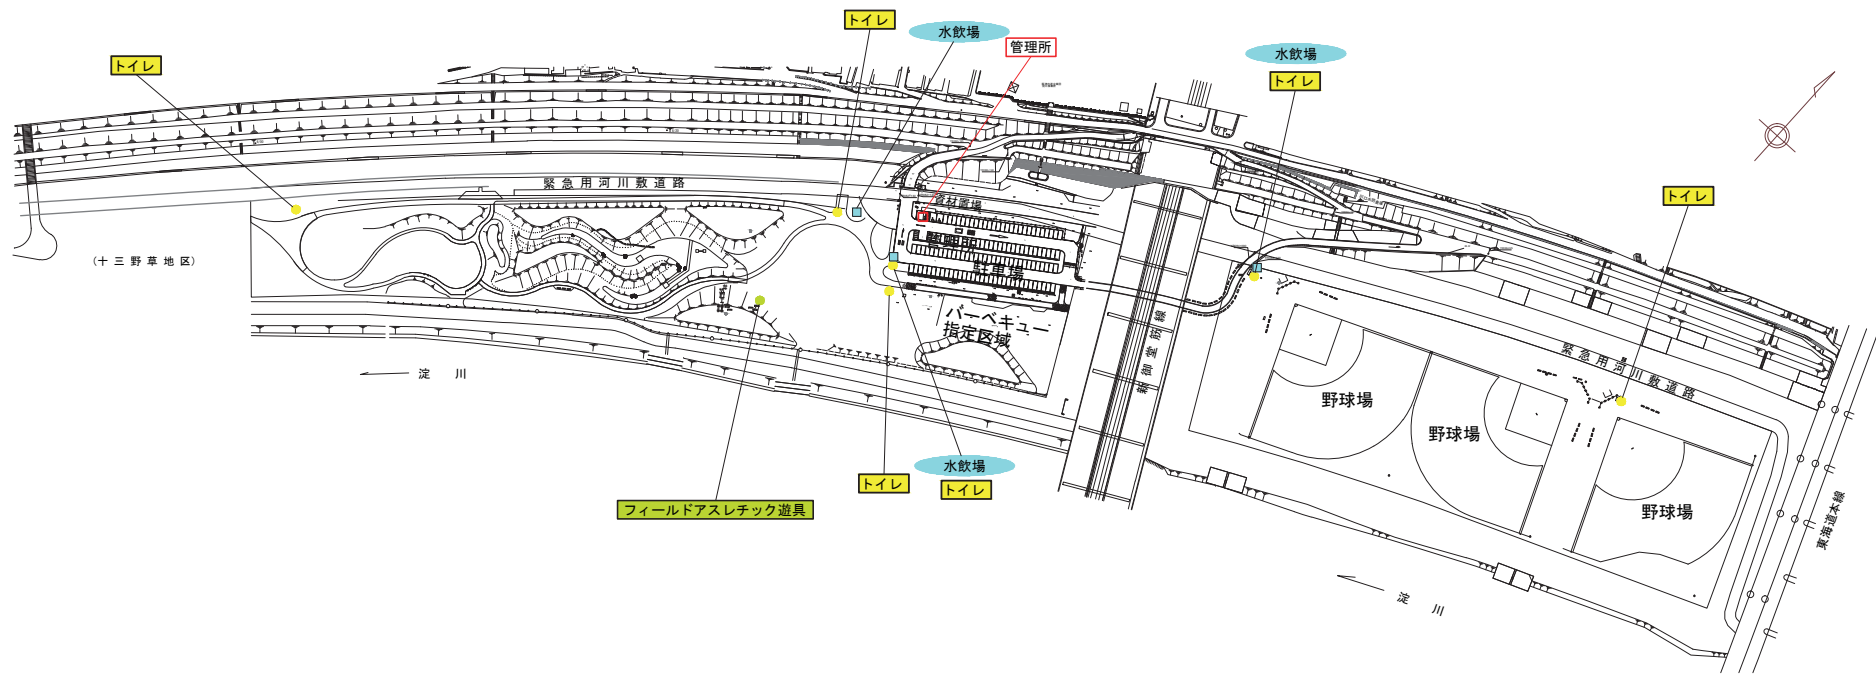 トイレ
水飲場
管理所
水飲場
トイレ
トイレ
トイレ
緊急用河川敷道路
資材置場
(十三野草地区)
管理所
駐車場
バーベキュー
指定区域
新御堂筋線
淀川
緊急用河川敷道路
野球場
野球場
野球場
水飲場
トイレ
トイレ
フィールドアスレチック遊具
東海道本線
淀川